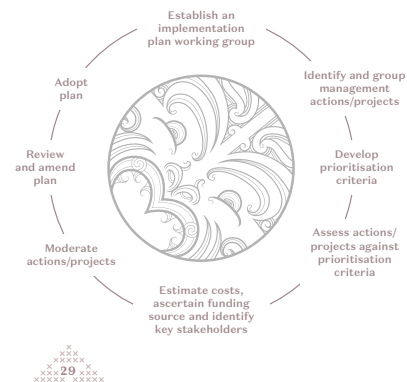 Establish an
implementation
plan working group
Identify and group
management
actions/projects
Develop
prioritisation
criteria
Assess actions/
projects against
prioritisation
criteria
Estimate costs,
ascertain funding
source and identify
key stakeholders
Moderate
actions/projects
Review
and amend
plan
Adopt
plan
29